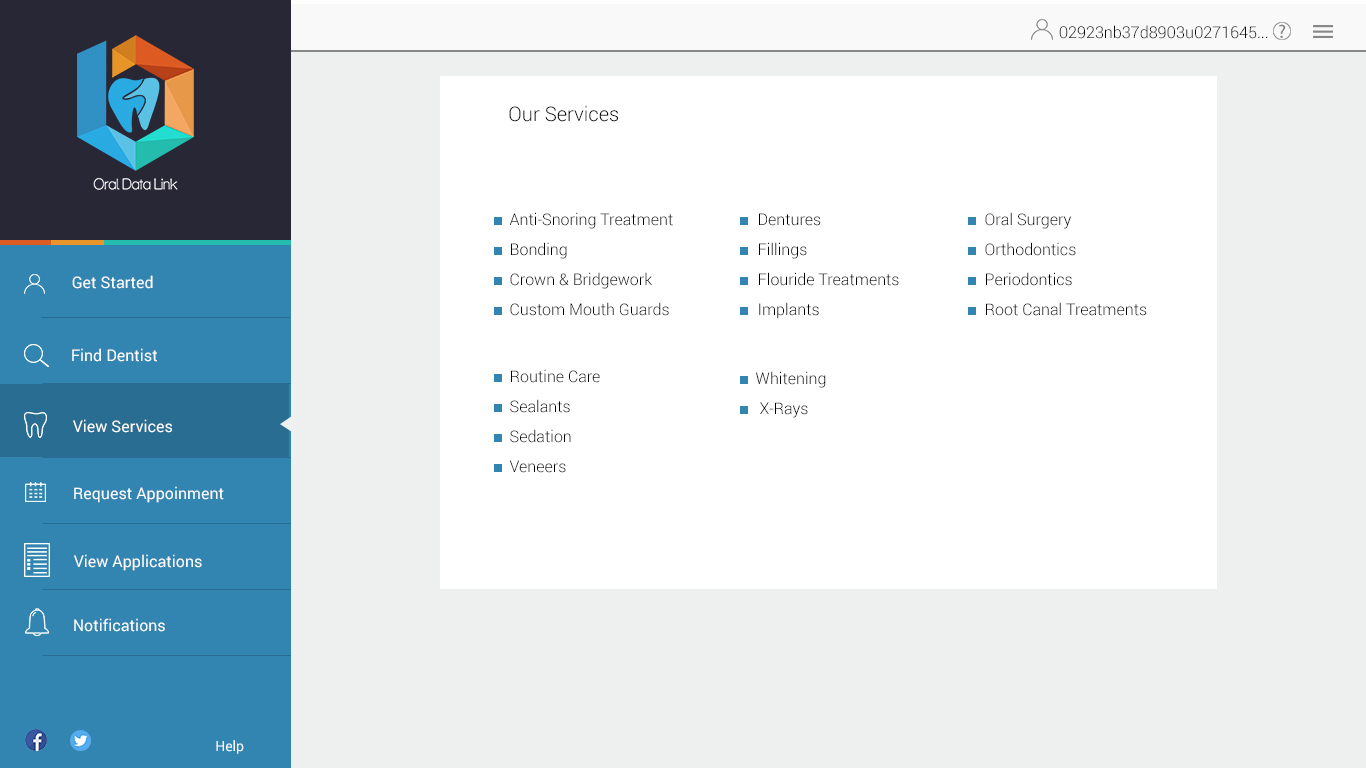 Oral Data Link
Get Started
Find Dentist
View Services
Request Appoinment
View Applications
Notifications
Help
02923nb37d8903u0271645... ?
Our Services
Anti-Snoring Treatment
Bonding
Crown & Bridgework
Custom Mouth Guards
Dentures
Fillings
Flouride Treatments
Implants
Oral Surgery
Orthodontics
Periodontics
Root Canal Treatments
Routine Care
Sealants
Sedation
Veneers
Whitening
X-Rays